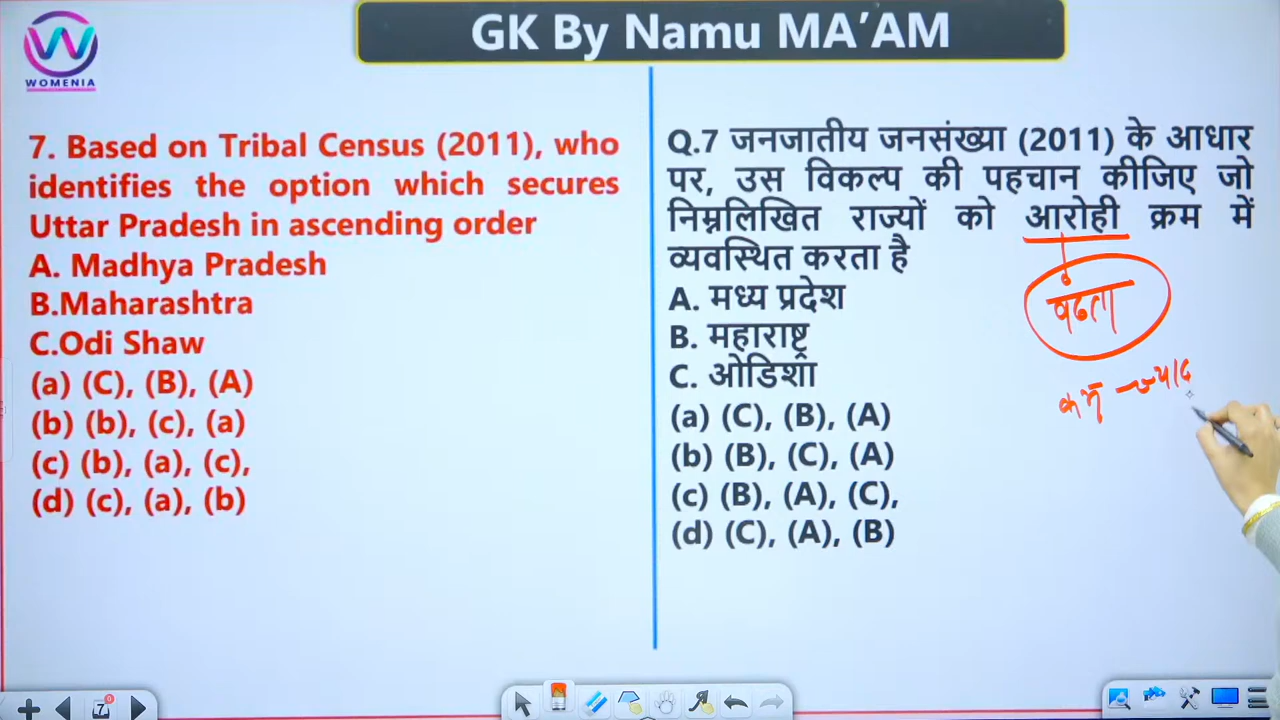 WOMENIA
GK By Namu MA’AM
7. Based on Tribal Census (2011), who
identifies the option which secures
Uttar Pradesh in ascending order
A. Madhya Pradesh
B.Maharashtra
C.Odi Shaw
(a) (C), (B), (A)
(b) (b), (c), (a)
(c) (b), (a), (c),
(d) (c), (a), (b)
Q.7 जनजातीय जनसंख्या (2011) के आधार
पर, उस विकल्प की पहचान कीजिए जो
निम्नलिखित राज्यों को आरोही क्रम में
व्यवस्थित करता है
A. मध्य प्रदेश
B. महाराष्ट्र
C. ओडिशा
(a) (C), (B), (A)
(b) (B), (C), (A)
(c) (B), (A), (C),
(d) (C), (A), (B)
बढता
कम
7